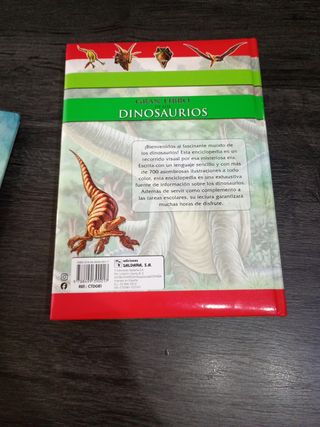 GRAN LIBRO
DINOSAURIOS
¡Bienvenidos al fascinante mundo de
los dinosaurios! Esta enciclopedia es un
recorrido visual por esa misteriosa era.
Escrita con un lenguaje sencillo y con más
de 700 asombrosas ilustraciones a todo
color, esta enciclopedia es una exhaustiva
fuente de información sobre los dinosaurios.
Además de servir como complemento a
las tareas escolares, su lectura garantizará
muchas horas de disfrute.
ediciones
SALDAÑA, S.A.
REF.: CTD081